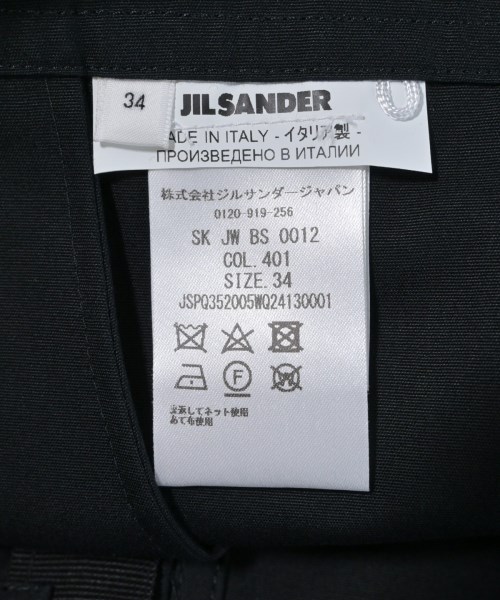 34
JIL SANDER
ADE IN ITALY - イタリア製 -
ПРОИЗВЕДЕНО В ИТАЛИИ
株式会社ジルサンダージャパン
0120-919-256
SK JW BS 0012
COL.401
SIZE.34
JSPQ352005WQ24130001
F
W
裏返してネット使用
あて布使用